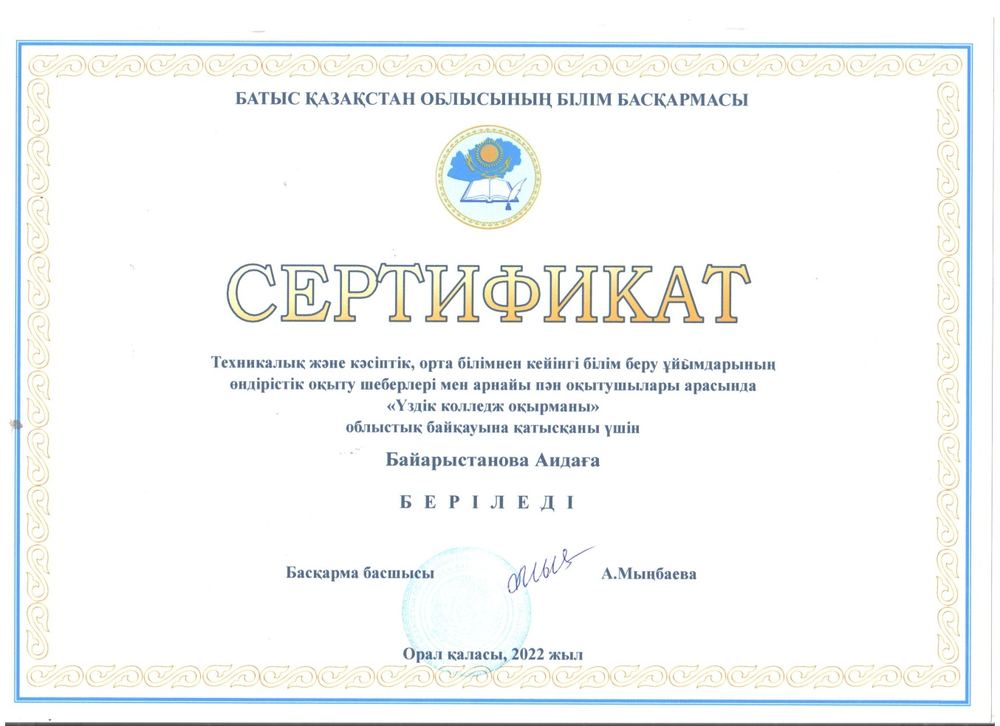 БАТЫС ҚАЗАҚСТАН ОБЛЫСЫНЫҢ БІЛІМ БАСҚАРМАСЫ
СЕРТИФИКАТ
Техникалық және кәсіптік, орта білімнен кейінгі білім беру ұйымдарының
өндірістік оқыту шеберлері мен арнайы пән оқытушылары арасында
«Үздік колледж оқырманы»
облыстық байқауына қатысқаны үшін
Байарыстанова Аидаға
БЕРІЛЕДІ
Басқарма басшысы А.Мыңбаева
Орал қаласы, 2022 жыл